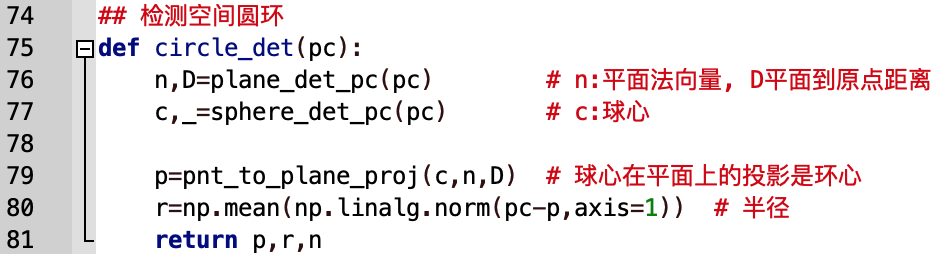 74 ## 检测空间圆环
75 def circle_det(pc):
76     n,D=plane_det_pc(pc)        # n:平面法向量, D平面到原点距离
77     c,_=sphere_det_pc(pc)       # c:球心
78
79     p=pnt_to_plane_proj(c,n,D)  # 球心在平面上的投影是环心
80     r=np.mean(np.linalg.norm(pc-p,axis=1))  # 半径
81     return p,r,n